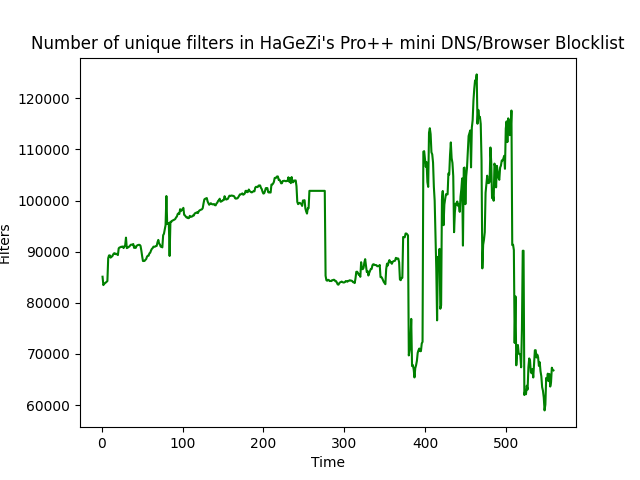 Number of unique filters in HaGeZi's Pro++ mini DNS/Browser Blocklist
120000
110000
100000
90000
80000
70000
60000
Filters
0 100 200 300 400 500
Time